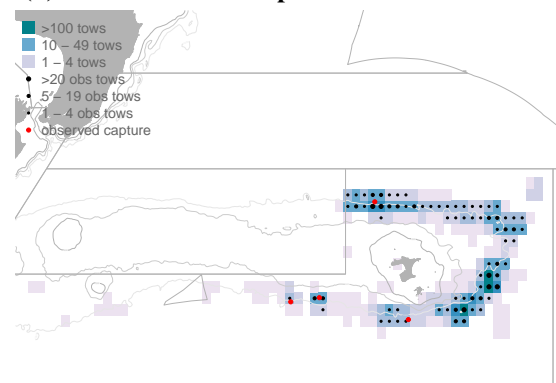 >100 tows
10 – 49 tows
1 – 4 tows
>20 obs tows
5 – 19 obs tows
1 – 4 obs tows
observed capture